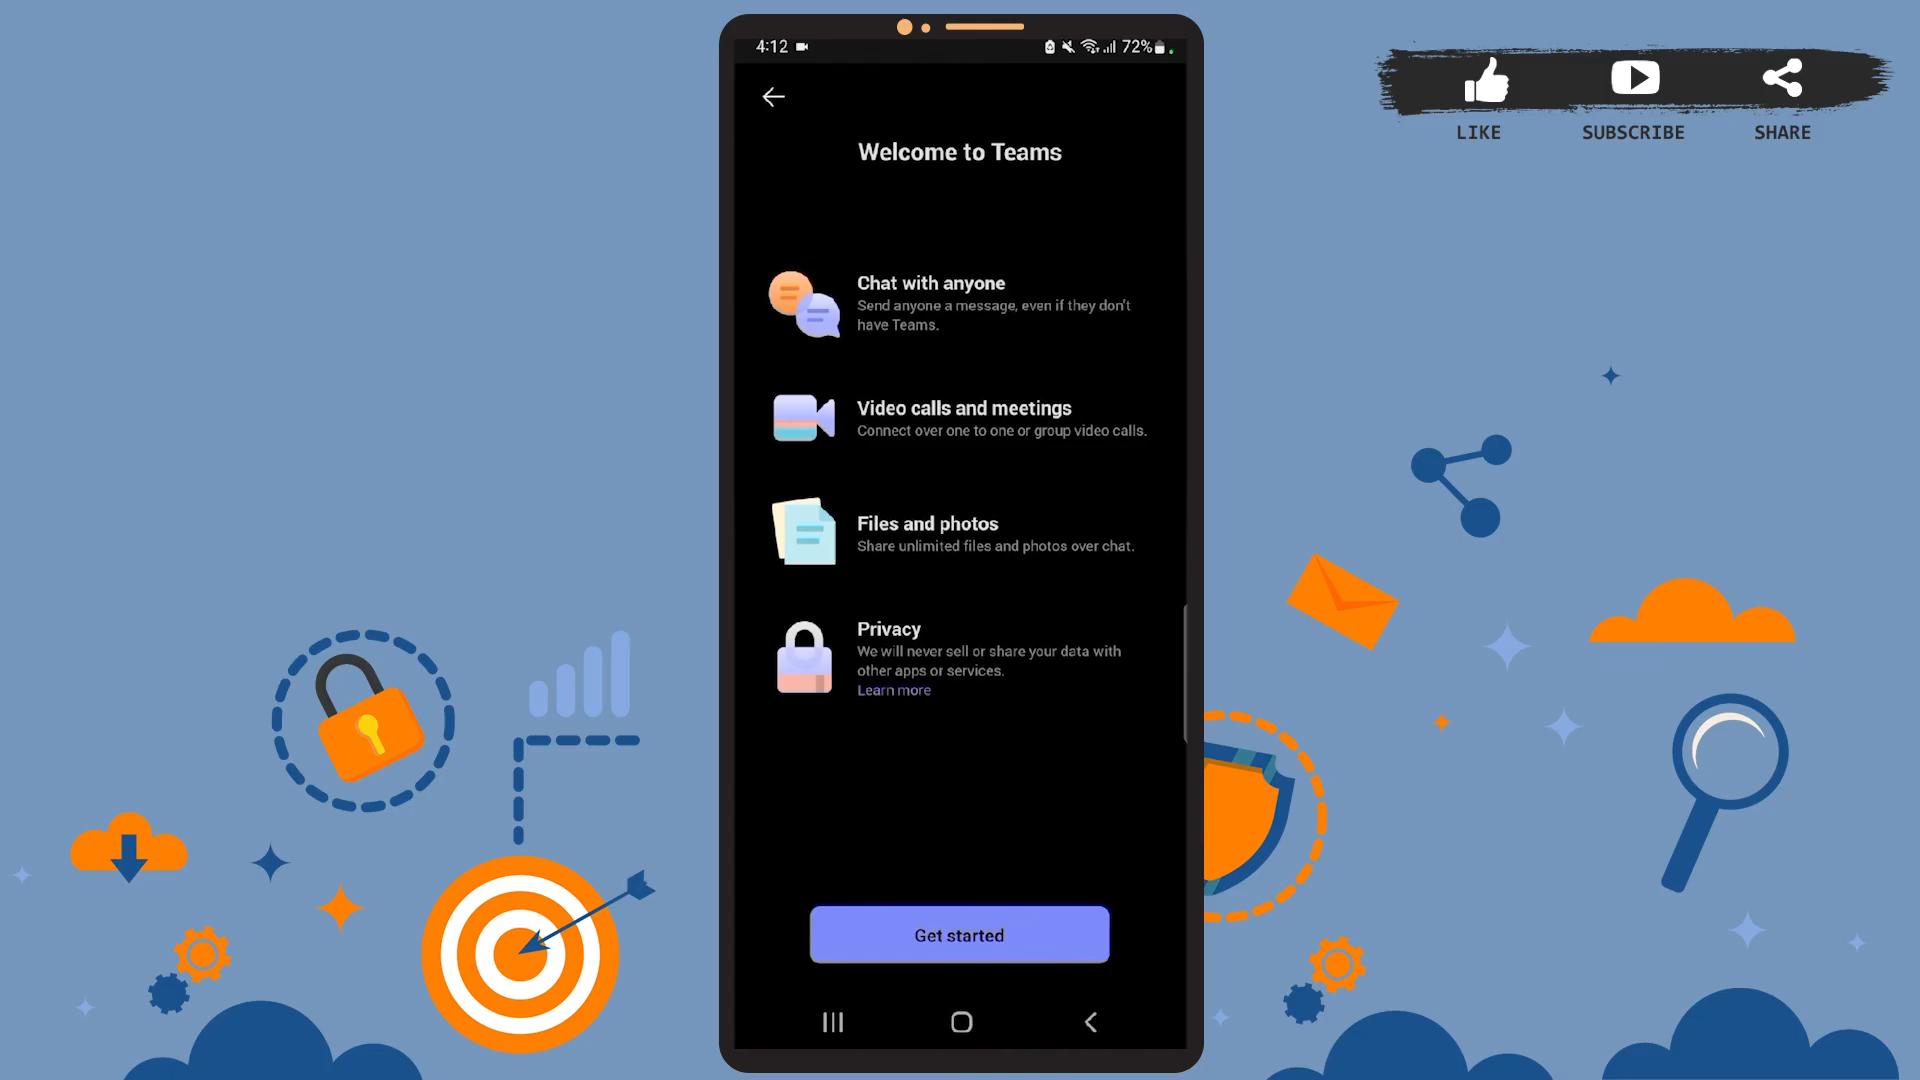 4:12
72%
LIKE
SUBSCRIBE
SHARE
Welcome to Teams
Chat with anyone
Send anyone a message, even if they don't
have Teams.
Video calls and meetings
Connect over one to one or group video calls.
Files and photos
Share unlimited files and photos over chat.
Privacy
We will never sell or share your data with
other apps or services.
Learn more
Get started